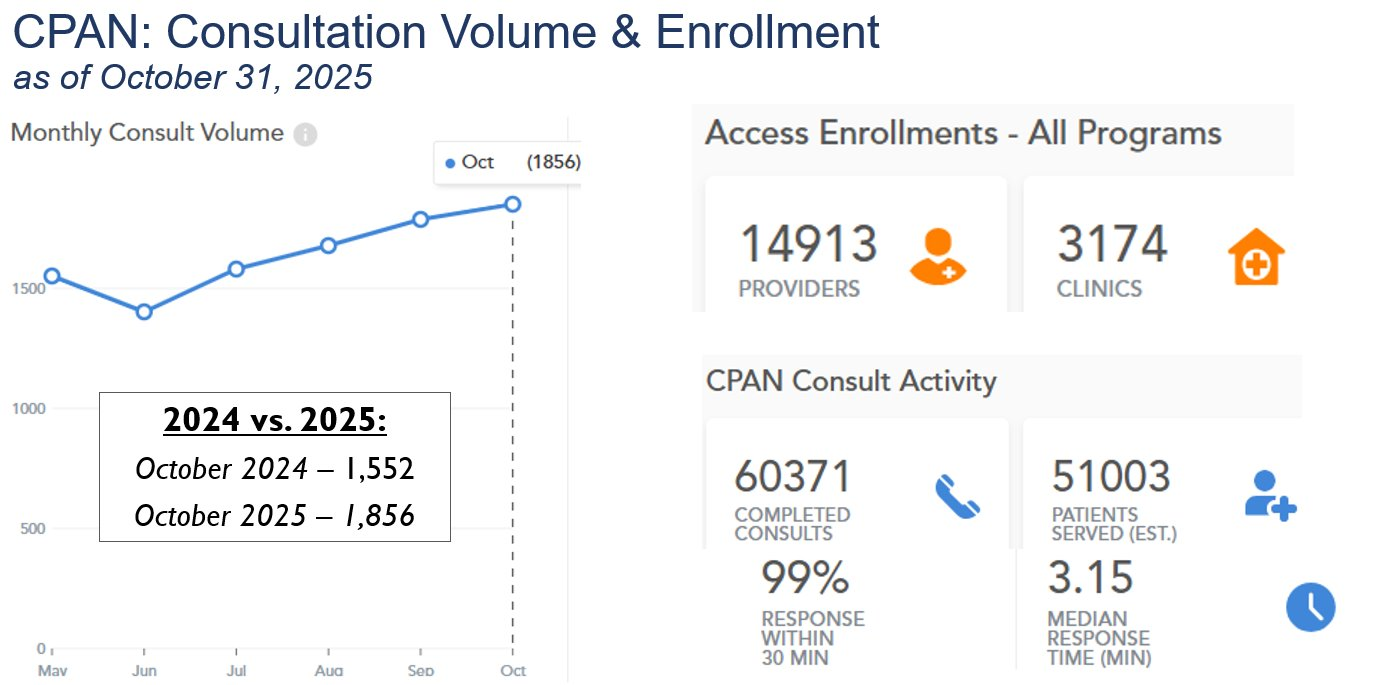 CPAN: Consultation Volume & Enrollment
as of October 31, 2025
Monthly Consult Volume
Oct (1856)
1500
1000
500
0
May Jun Jul Aug Sep Oct
2024 vs. 2025:
October 2024 – 1,552
October 2025 – 1,856
Access Enrollments - All Programs
14913
PROVIDERS
3174
CLINICS
CPAN Consult Activity
60371
COMPLETED
CONSULTS
51003
PATIENTS
SERVED (EST.)
99%
RESPONSE
WITHIN
30 MIN
3.15
MEDIAN
RESPONSE
TIME (MIN)